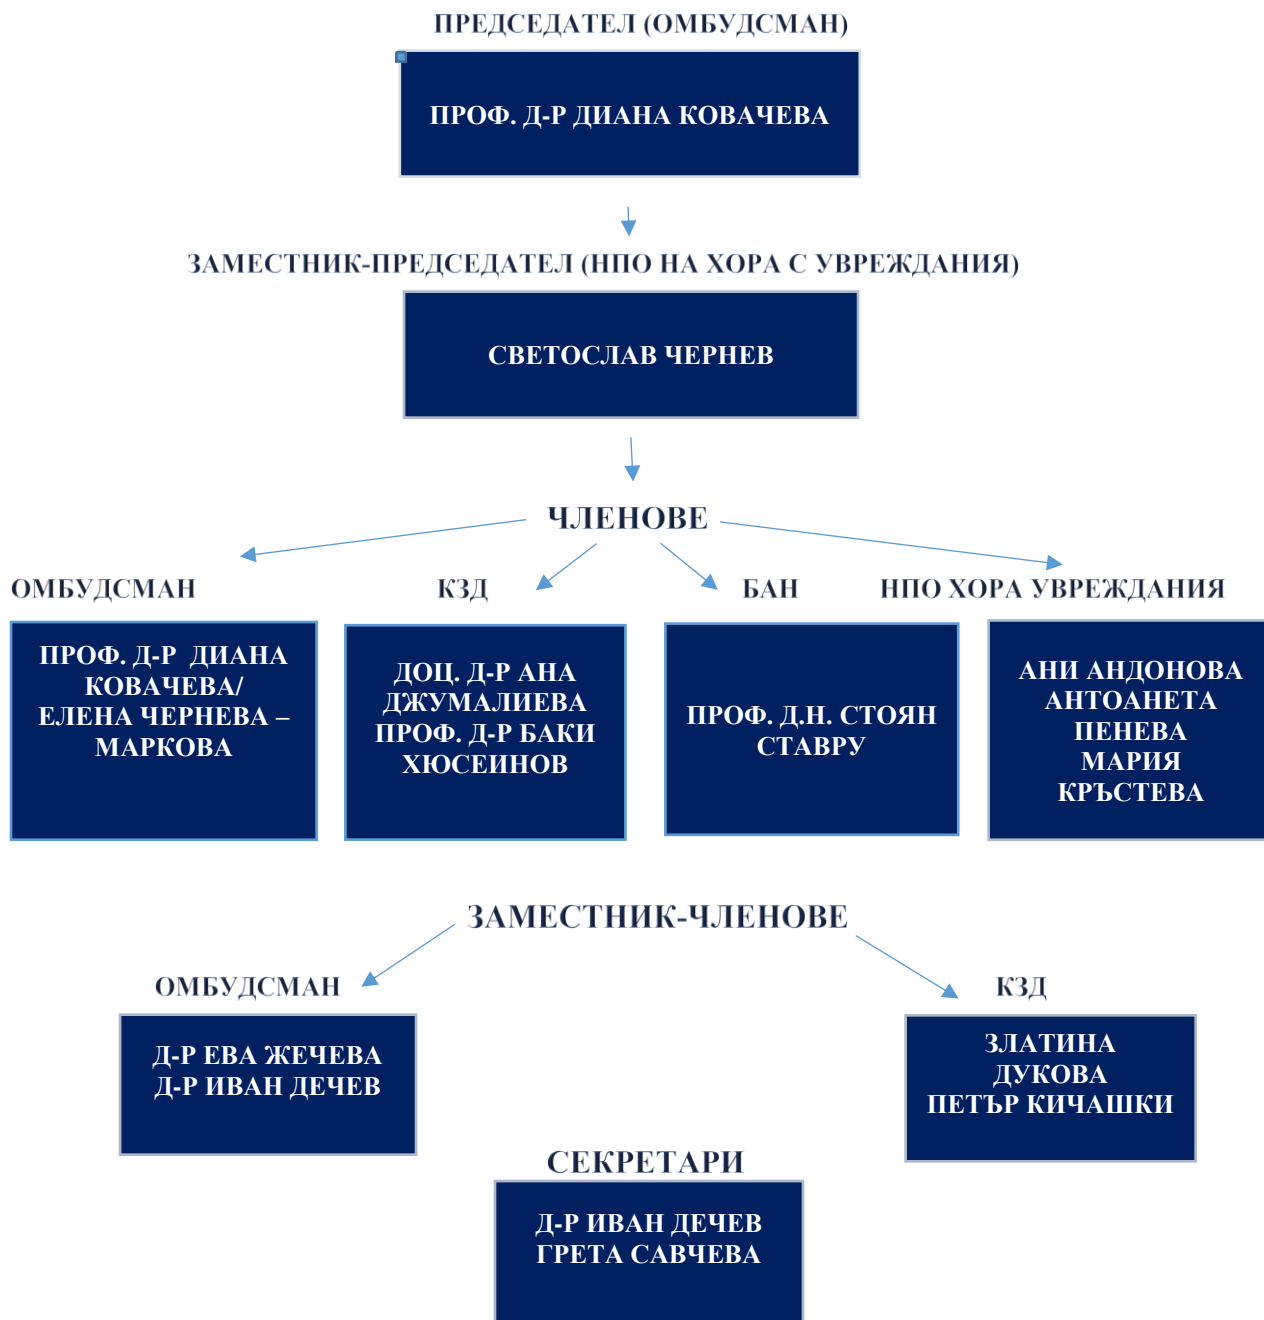 ПРЕДСЕДАТЕЛ (ОМБУДСМАН)
ПРОФ. Д-Р ДИАНА КОВАЧЕВА
ЗАМЕСТНИК-ПРЕДСЕДАТЕЛ (НПО НА ХОРА С УВРЕЖДАНИЯ)
СВЕТОСЛАВ ЧЕРНЕВ
ЧЛЕНОВЕ
ОМБУДСМАН
ПРОФ. Д-Р ДИАНА
КОВАЧЕВА/
ЕЛЕНА ЧЕРНЕВА –
МАРКОВА
КЗД
ДОЦ. Д-Р АНА
ДЖУМАЛИЕВА
ПРОФ. Д-Р БАКИ
ХЮСЕИНОВ
БАН
ПРОФ. Д.Н. СТОЯН
СТАВРУ
НПО ХОРА УВРЕЖДАНИЯ
АНИ АНДОНОВА
АНТОАНЕТА
ПЕНЕВА
МАРИЯ
КРЪСТЕВА
ЗАМЕСТНИК-ЧЛЕНОВЕ
ОМБУДСМАН
Д-Р ЕВА ЖЕЧЕВА
Д-Р ИВАН ДЕЧЕВ
КЗД
ЗЛАТИНА
ДУКОВА
ПЕТЪР КИЧАШКИ
СЕКРЕТАРИ
Д-Р ИВАН ДЕЧЕВ
ГРЕТА САВЧЕВА